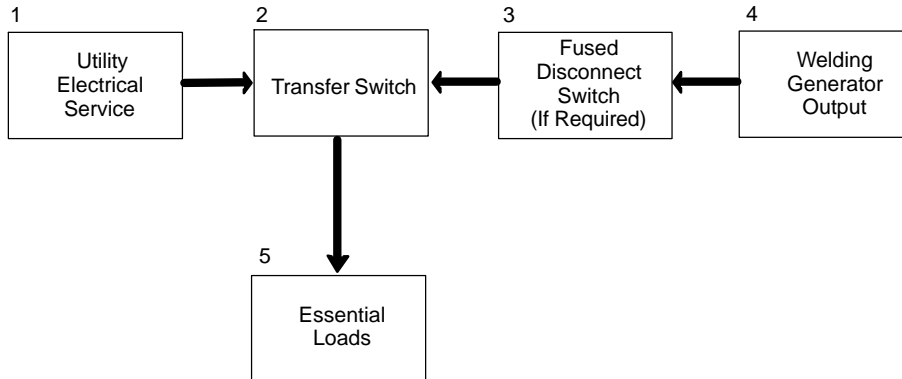 1
Utility
Electrical
Service
2
Transfer Switch
3
Fused
Disconnect
Switch
(If Required)
4
Welding
Generator
Output
5
Essential
Loads